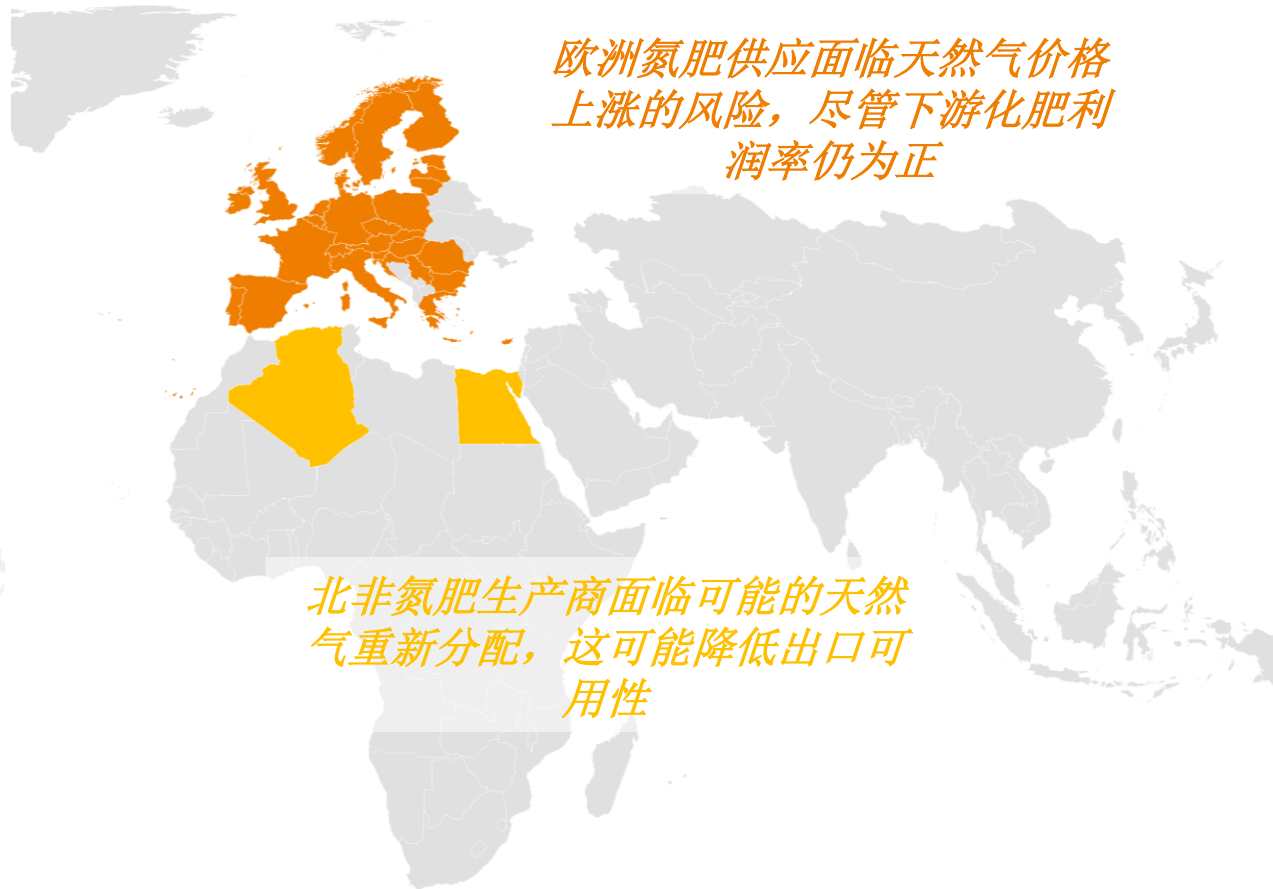 欧洲氮肥供应面临天然气价格
上涨的风险，尽管下游化肥利
润率仍为正
北非氮肥生产商面临可能的天然
气重新分配，这可能降低出口可
用性